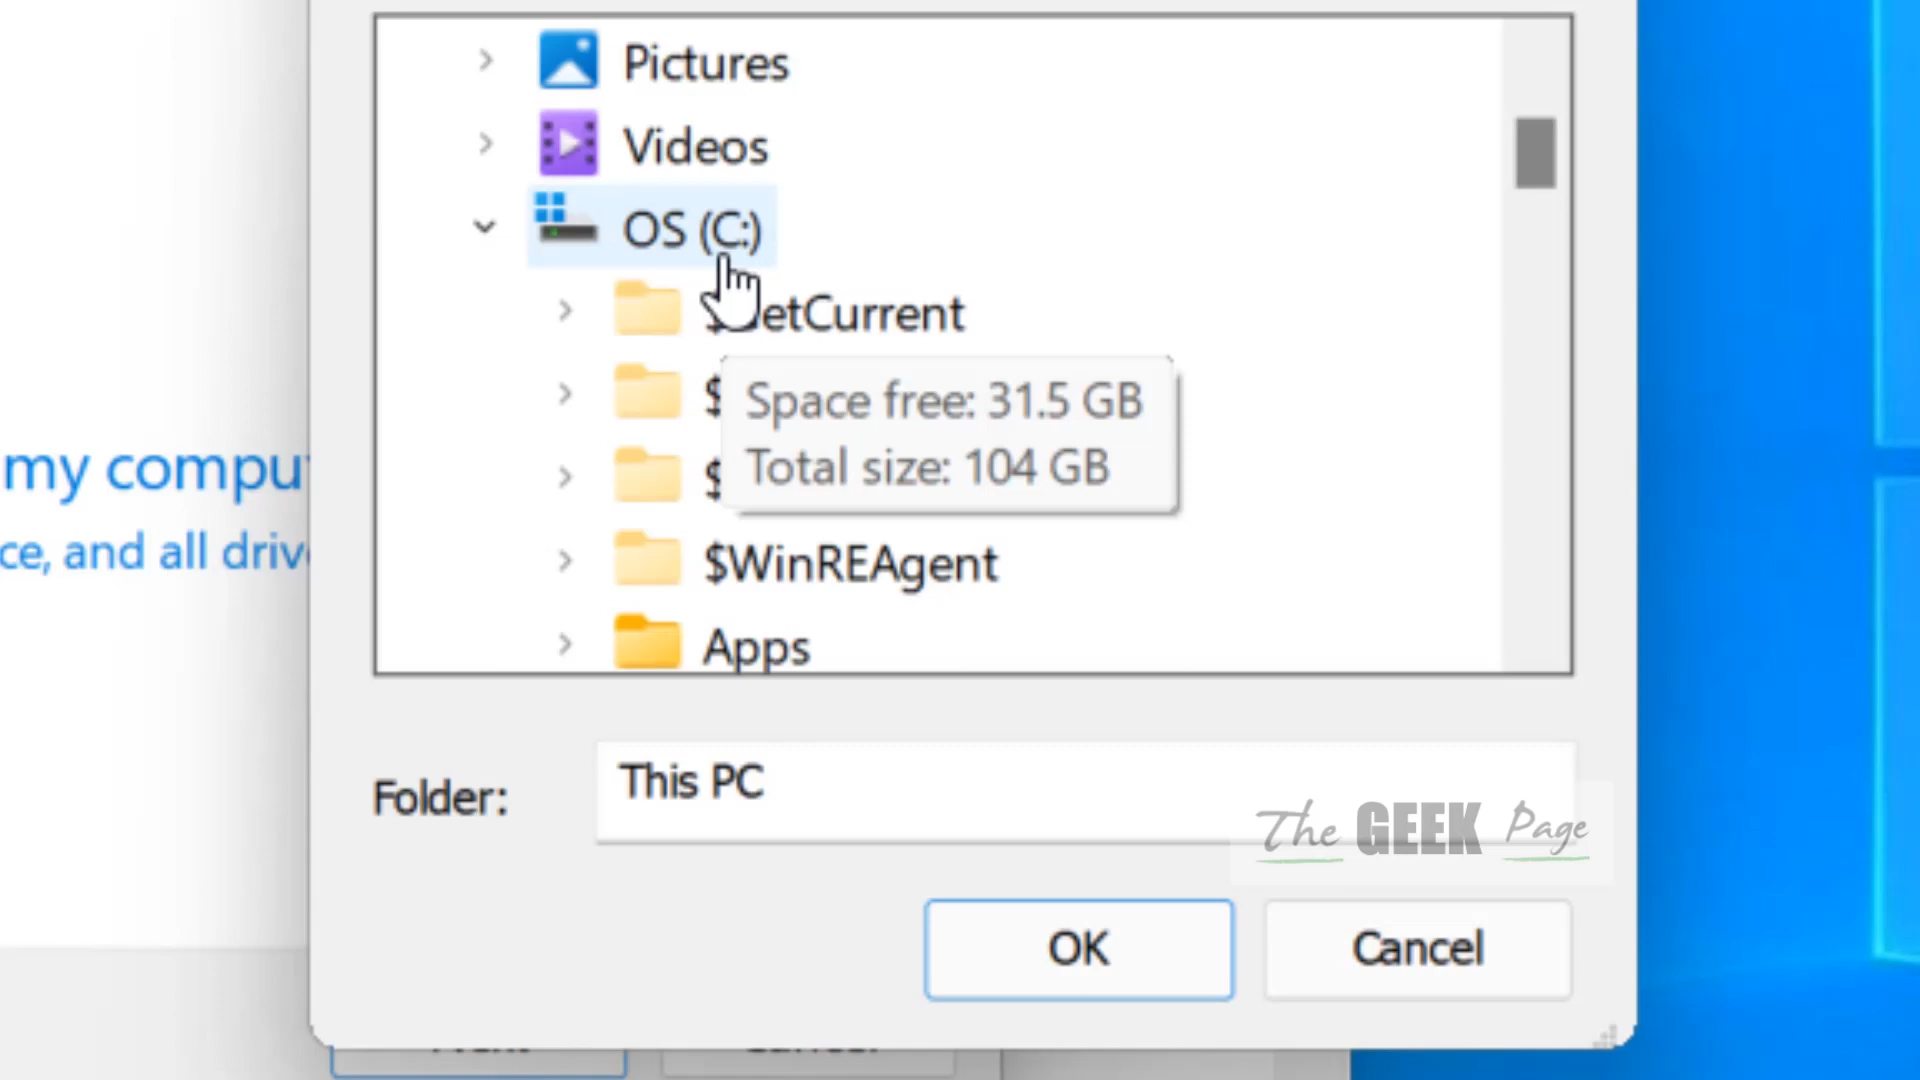 Pictures
Videos
OS (C:)
$ etCurrent
$
Space free: 31.5 GB
$
Total size: 104 GB
my compu
ce, and all driv
$WinREAgent
Apps
Folder:
This PC
The GEEK Page
OK
Cancel